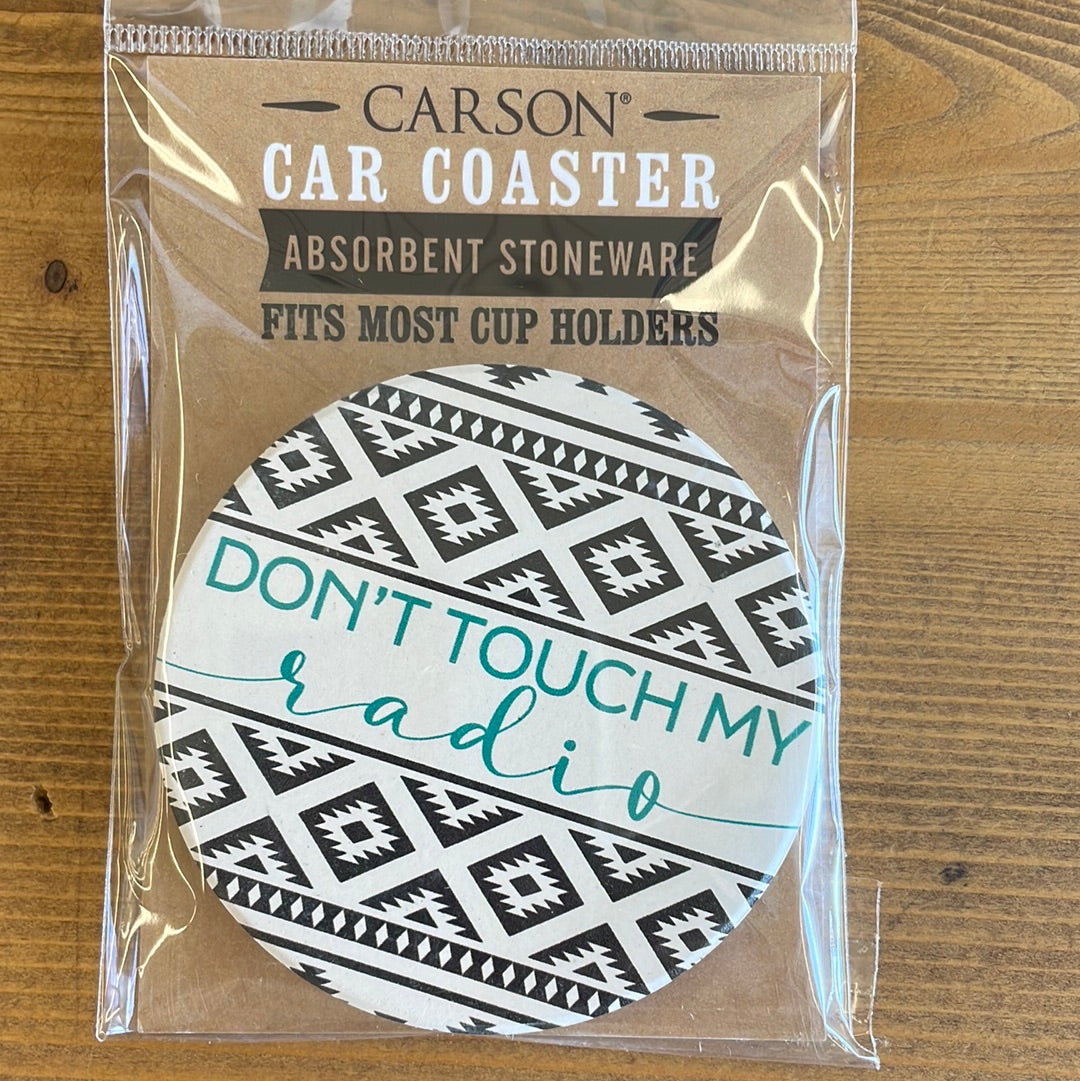 CARSON®
CAR COASTER
ABSORBENT STONEWARE
FITS MOST CUP HOLDERS
DON'T TOUCH MY
radio